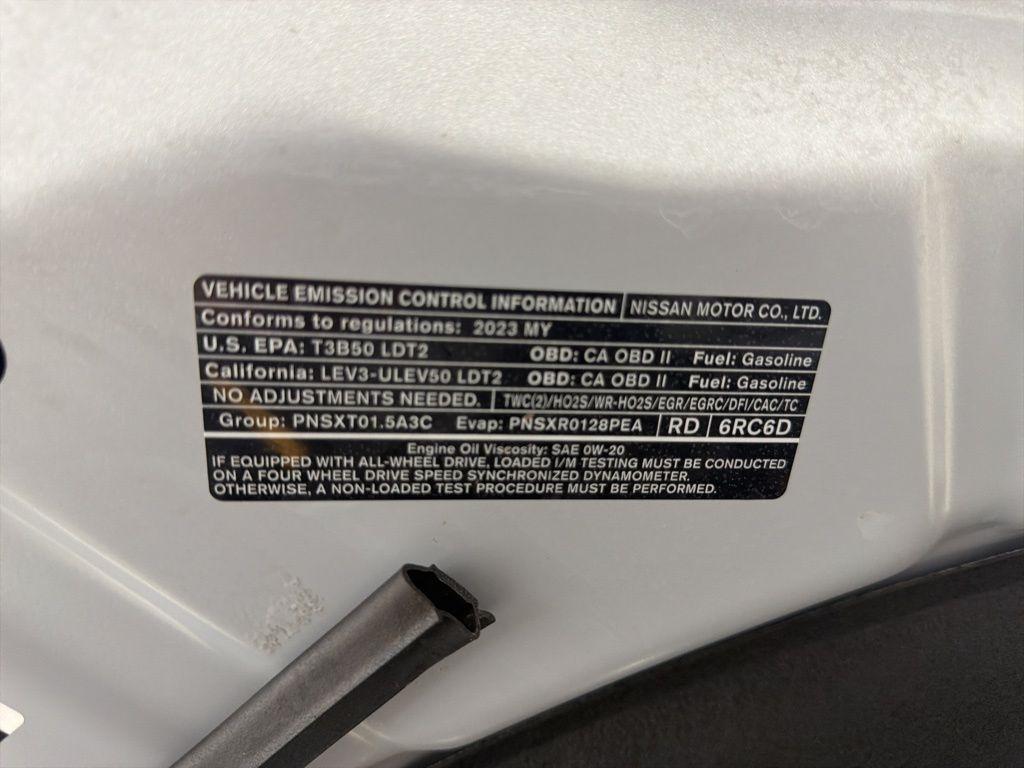 VEHICLE EMISSION CONTROL INFORMATION NISSAN MOTOR CO., LTD.
Conforms to regulations: 2023 MY
U.S. EPA: T3B50 LDT2 OBD: CA OBD II Fuel: Gasoline
California: LEV3-ULEV50 LDT2 OBD: CA OBD II Fuel: Gasoline
NO ADJUSTMENTS NEEDED. TWC(2)/HO2S/WR-HO2S/EGR/EGRC/DFI/CAC/TC
Group: PNSXT01.5A3C Evap: PNSXR0128PEA RD 6RC6D
Engine Oil Viscosity: SAE 0W-20
IF EQUIPPED WITH ALL-WHEEL DRIVE, LOADED I/M TESTING MUST BE CONDUCTED
ON A FOUR WHEEL DRIVE SPEED SYNCHRONIZED DYNAMOMETER.
OTHERWISE, A NON-LOADED TEST PROCEDURE MUST BE PERFORMED.